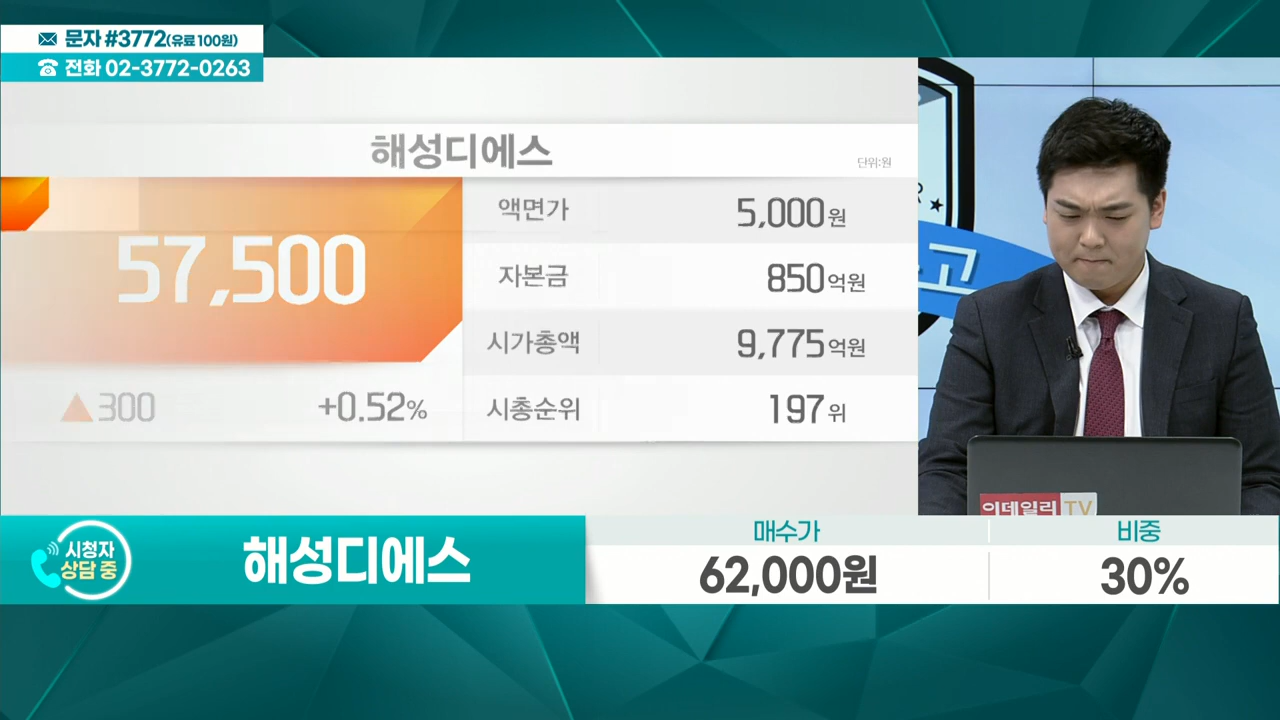 문자 #3772(유료 100원)
전화 02-3772-0263
해성디에스
단위:원
57,500
▲300 +0.52%
액면가 5,000원
자본금 850억원
시가총액 9,775억원
시총순위 197위
고
이데일리TV
시청자
상담 중
해성디에스
매수가 비중
62,000원 30%